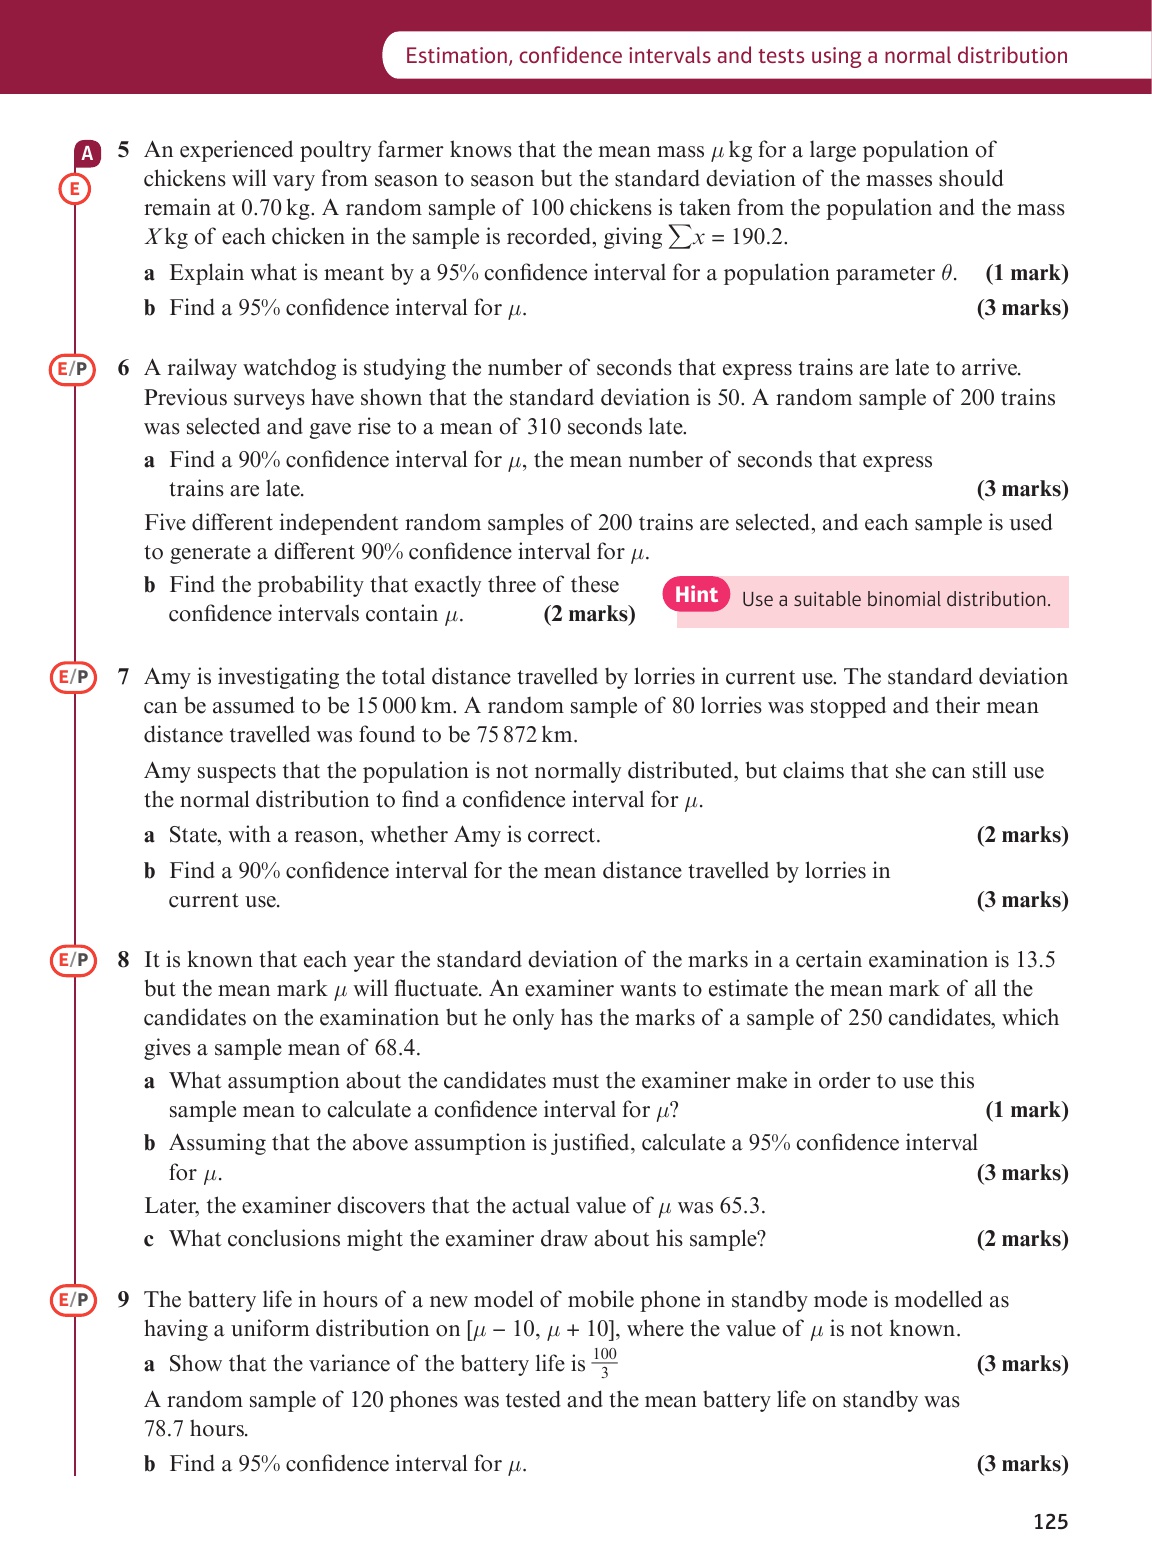 Estimation, confidence intervals and tests using a normal distribution
A
E
5 An experienced poultry farmer knows that the mean mass μ kg for a large population of
chickens will vary from season to season but the standard deviation of the masses should
remain at 0.70 kg. A random sample of 100 chickens is taken from the population and the mass
X kg of each chicken in the sample is recorded, giving ∑x = 190.2.
a Explain what is meant by a 95% confidence interval for a population parameter θ. (1 mark)
b Find a 95% confidence interval for μ. (3 marks)
E/P
6 A railway watchdog is studying the number of seconds that express trains are late to arrive.
Previous surveys have shown that the standard deviation is 50. A random sample of 200 trains
was selected and gave rise to a mean of 310 seconds late.
a Find a 90% confidence interval for μ, the mean number of seconds that express
trains are late. (3 marks)
Five different independent random samples of 200 trains are selected, and each sample is used
to generate a different 90% confidence interval for μ.
b Find the probability that exactly three of these
confidence intervals contain μ. (2 marks)
Hint Use a suitable binomial distribution.
E/P
7 Amy is investigating the total distance travelled by lorries in current use. The standard deviation
can be assumed to be 15 000 km. A random sample of 80 lorries was stopped and their mean
distance travelled was found to be 75 872 km.
Amy suspects that the population is not normally distributed, but claims that she can still use
the normal distribution to find a confidence interval for μ.
a State, with a reason, whether Amy is correct. (2 marks)
b Find a 90% confidence interval for the mean distance travelled by lorries in
current use. (3 marks)
E/P
8 It is known that each year the standard deviation of the marks in a certain examination is 13.5
but the mean mark μ will fluctuate. An examiner wants to estimate the mean mark of all the
candidates on the examination but he only has the marks of a sample of 250 candidates, which
gives a sample mean of 68.4.
a What assumption about the candidates must the examiner make in order to use this
sample mean to calculate a confidence interval for μ? (1 mark)
b Assuming that the above assumption is justified, calculate a 95% confidence interval
for μ. (3 marks)
Later, the examiner discovers that the actual value of μ was 65.3.
c What conclusions might the examiner draw about his sample? (2 marks)
E/P
9 The battery life in hours of a new model of mobile phone in standby mode is modelled as
having a uniform distribution on [μ − 10, μ + 10], where the value of μ is not known.
a Show that the variance of the battery life is 100/3 (3 marks)
A random sample of 120 phones was tested and the mean battery life on standby was
78.7 hours.
b Find a 95% confidence interval for μ. (3 marks)
125